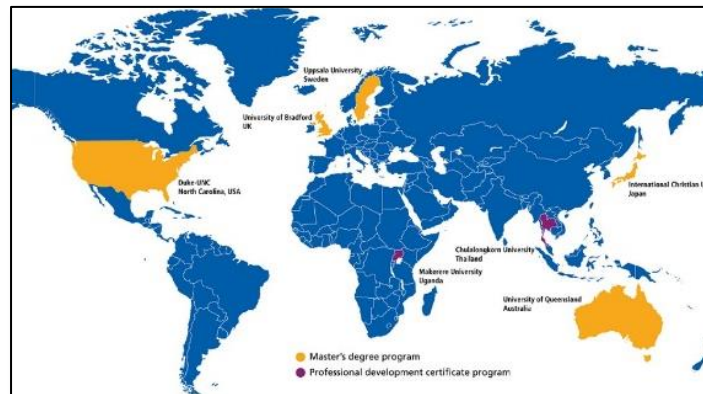 Uppsala University
Sweden
University of Bradford
UK
Duke-UNC
North Carolina, USA
International Christian U
Japan
Chulalongkorn University
Thailand
Makerere University
Uganda
University of Queensland
Australia
Master's degree program
Professional development certificate program